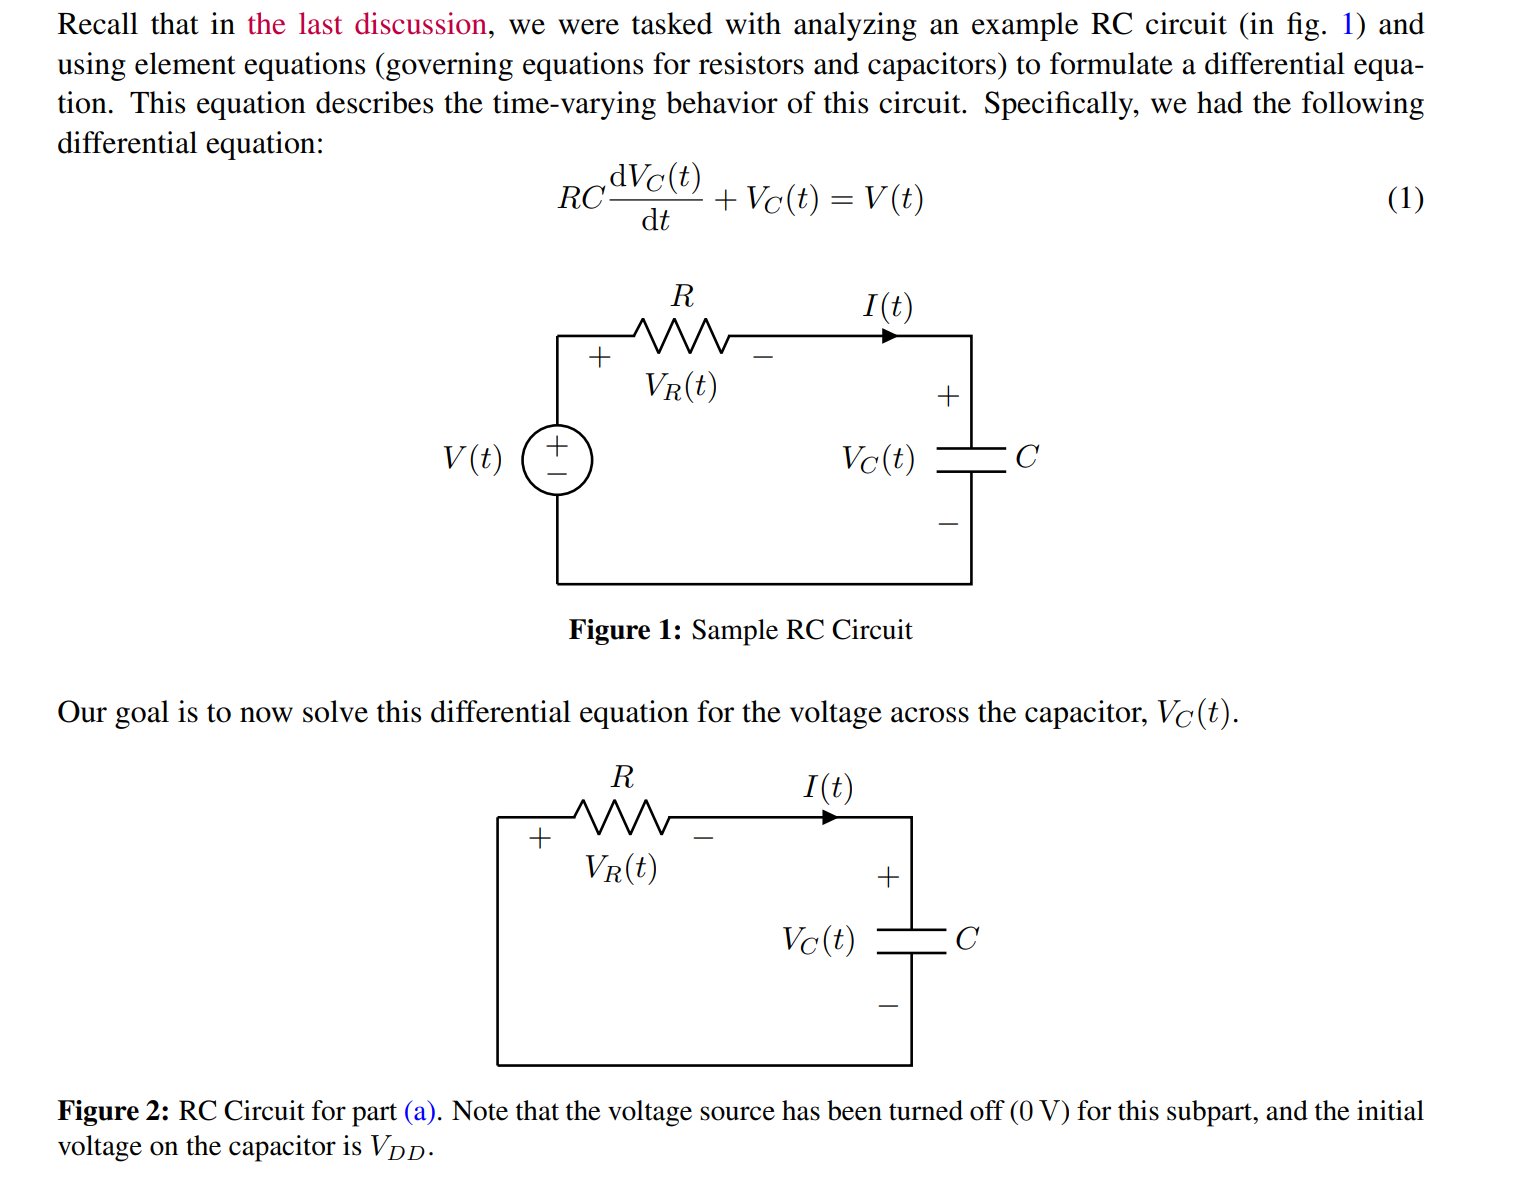 Recall that in the last discussion, we were tasked with analyzing an example RC circuit (in fig. 1) and
using element equations (governing equations for resistors and capacitors) to formulate a differential equa-
tion. This equation describes the time-varying behavior of this circuit. Specifically, we had the following
differential equation:
RC dV_C(t)/dt + V_C(t) = V(t) (1)
R
I(t)
+ −
V_R(t)
+
V(t) + − V_C(t) C
−
Figure 1: Sample RC Circuit
Our goal is to now solve this differential equation for the voltage across the capacitor, V_C(t).
R
I(t)
+ −
V_R(t)
+
V_C(t) C
−
Figure 2: RC Circuit for part (a). Note that the voltage source has been turned off (0 V) for this subpart, and the initial
voltage on the capacitor is V_DD.